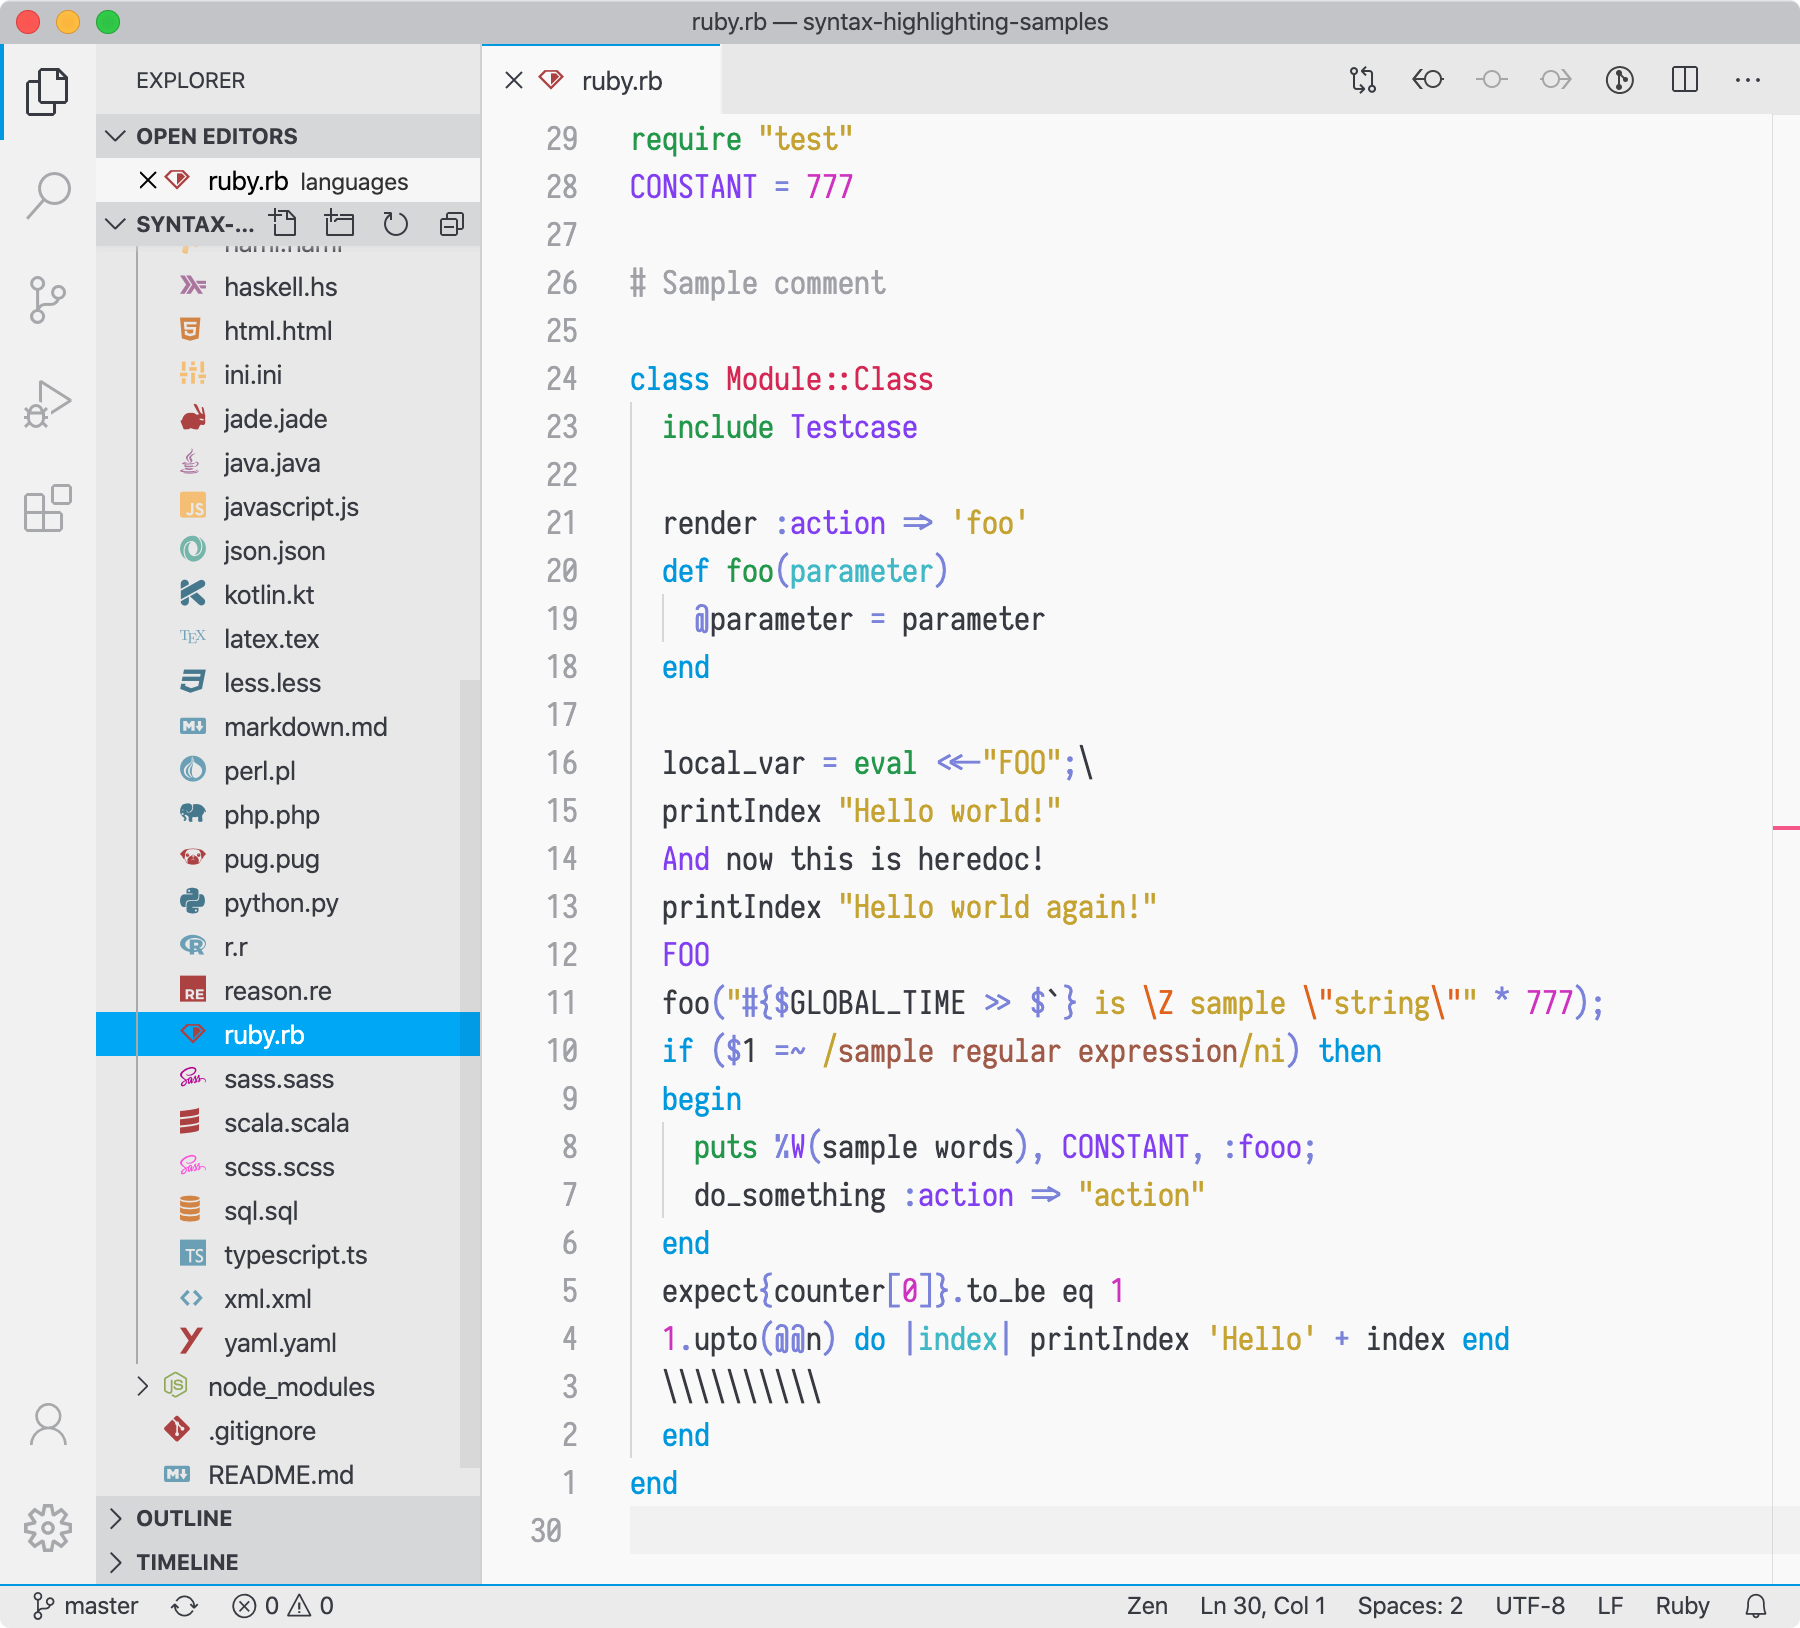 ruby.rb — syntax-highlighting-samples
EXPLORER
OPEN EDITORS
ruby.rb languages
SYNTAX-...
haml.haml
haskell.hs
html.html
ini.ini
jade.jade
java.java
javascript.js
json.json
kotlin.kt
latex.tex
less.less
markdown.md
perl.pl
php.php
pug.pug
python.py
r.r
reason.re
ruby.rb
sass.sass
scala.scala
scss.scss
sql.sql
typescript.ts
xml.xml
yaml.yaml
node_modules
.gitignore
README.md
OUTLINE
TIMELINE
ruby.rb
29 require "test"
28 CONSTANT = 777
27
26 # Sample comment
25
24 class Module::Class
23   include Testcase
22
21   render :action => 'foo'
20   def foo(parameter)
19     @parameter = parameter
18   end
17
16   local_var = eval <<-"FOO";\
15   printIndex "Hello world!"
14   And now this is heredoc!
13   printIndex "Hello world again!"
12   FOO
11   foo("#{$GLOBAL_TIME >> $`} is \Z sample \"string\"" * 777);
10   if ($1 =~ /sample regular expression/ni) then
9   begin
8     puts %W(sample words), CONSTANT, :fooo;
7     do_something :action => "action"
6   end
5   expect{counter[0]}.to_be eq 1
4   1.upto(@@n) do |index| printIndex 'Hello' + index end
3   \\\\\\\\\\
2   end
1 end
30
master 0 0 Zen Ln 30, Col 1 Spaces: 2 UTF-8 LF Ruby